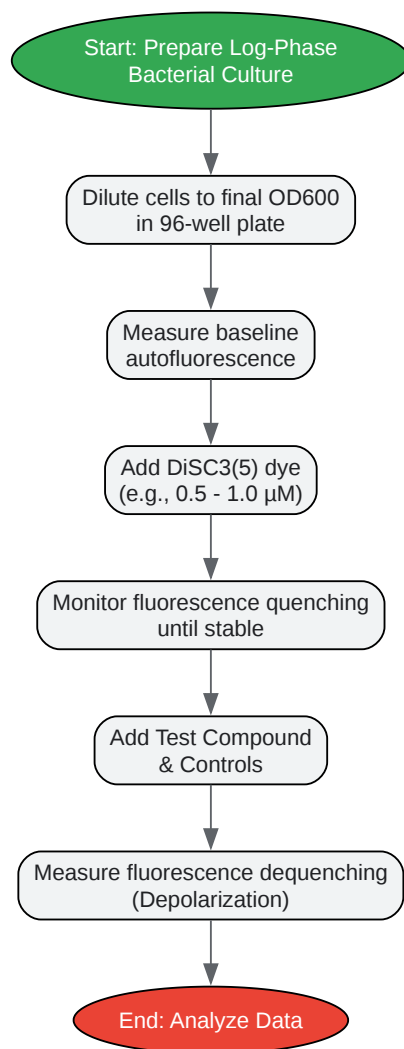 Start: Prepare Log-Phase
Bacterial Culture
Dilute cells to final OD600
in 96-well plate
Measure baseline
autofluorescence
Add DiSC3(5) dye
(e.g., 0.5 - 1.0 µM)
Monitor fluorescence quenching
until stable
Add Test Compound
& Controls
Measure fluorescence dequenching
(Depolarization)
End: Analyze Data